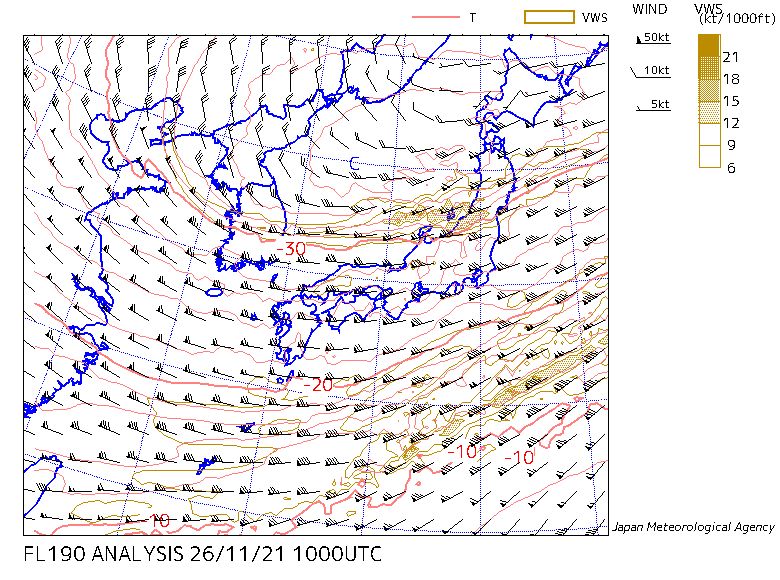 T
VWS
WIND
50kt
10kt
5kt
VWS
(kt/1000ft)
21
18
15
12
9
6
C
-30
-20
-10
-10
-10
Japan Meteorological Agency
FL190 ANALYSIS 26/11/21 1000UTC